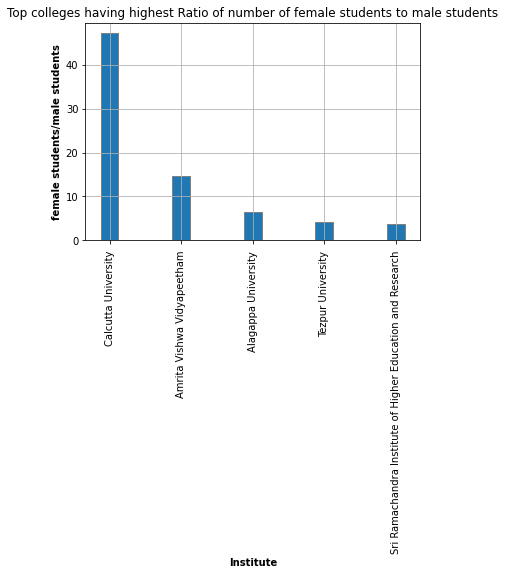 Top colleges having highest Ratio of number of female students to male students
female students/male students
40
30
20
10
0
Calcutta University
Amrita Vishwa Vidyapeetham
Alagappa University
Tezpur University
Sri Ramachandra Institute of Higher Education and Research
Institute